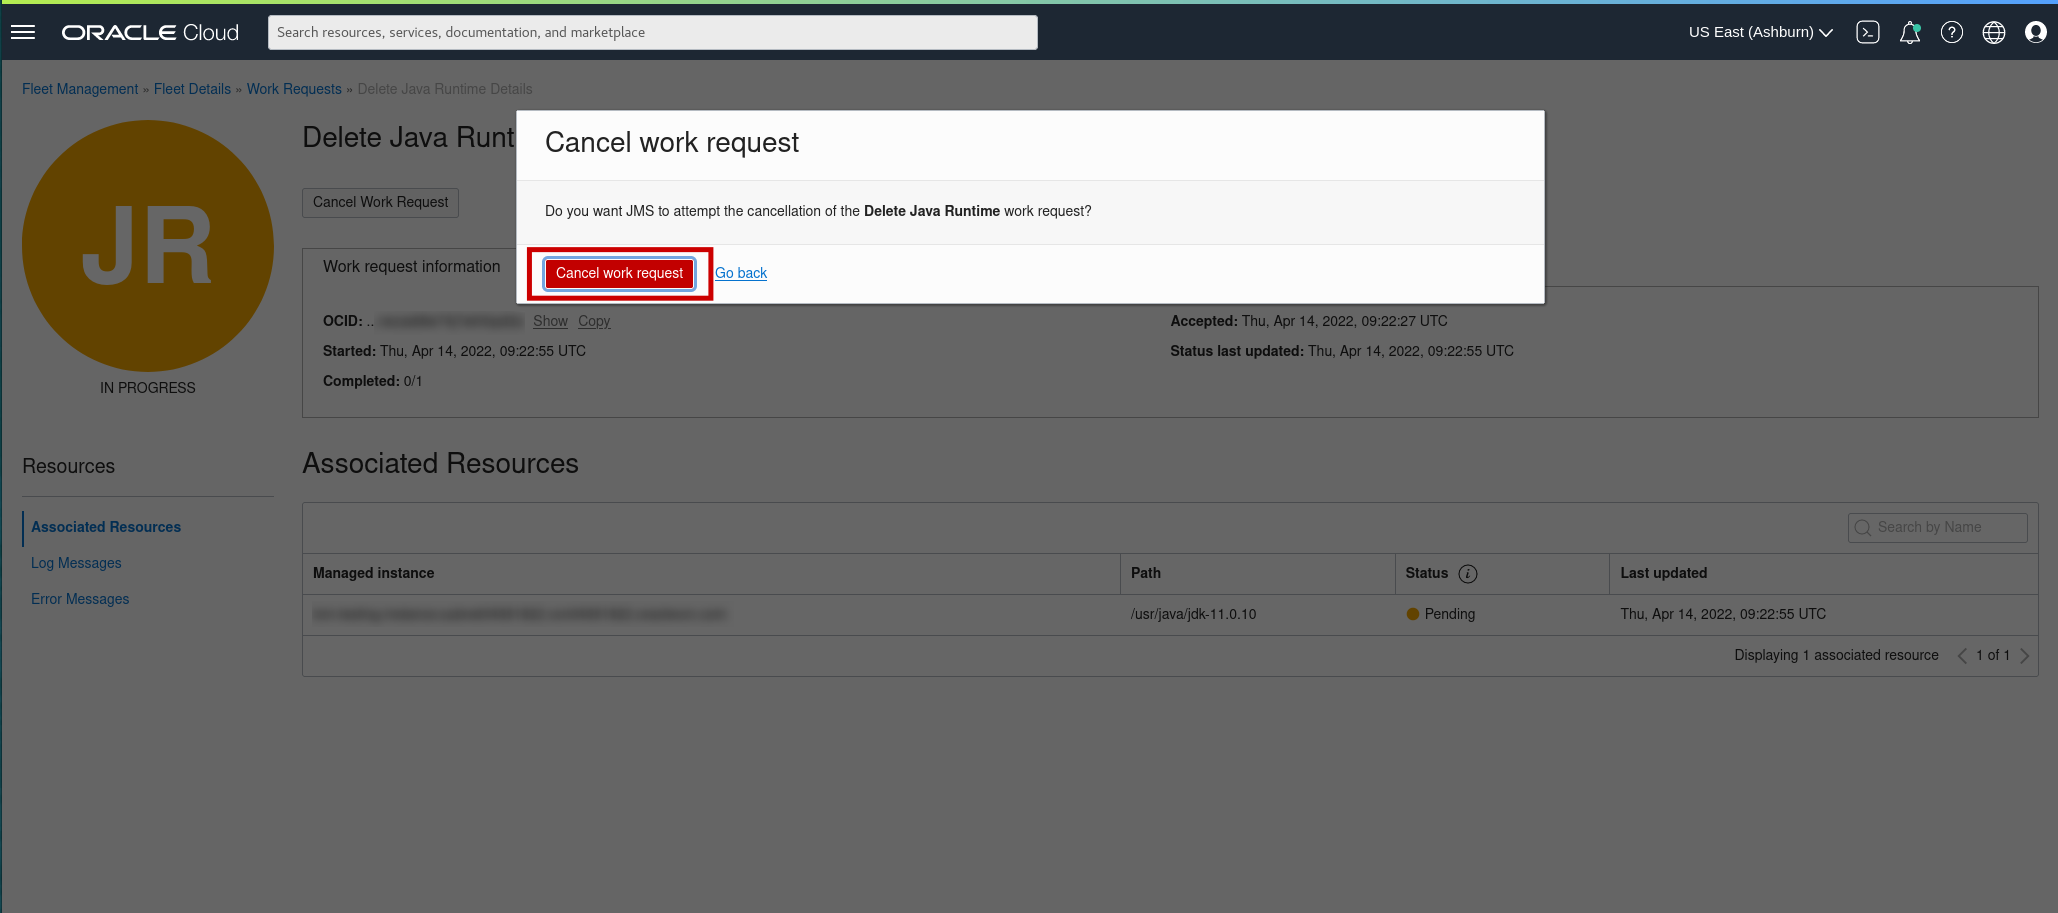 ORACLE Cloud
Search resources, services, documentation, and marketplace
US East (Ashburn)
Fleet Management » Fleet Details » Work Requests » Delete Java Runtime Details
JR
IN PROGRESS
Delete Java Runt
Cancel Work Request
Cancel work request
Do you want JMS to attempt the cancellation of the Delete Java Runtime work request?
Cancel work request Go back
Work request information
OCID: .. Show Copy
Accepted: Thu, Apr 14, 2022, 09:22:27 UTC
Started: Thu, Apr 14, 2022, 09:22:55 UTC
Status last updated: Thu, Apr 14, 2022, 09:22:55 UTC
Completed: 0/1
Resources
Associated Resources
Log Messages
Error Messages
Associated Resources
Search by Name
Managed instance Path Status i Last updated
/usr/java/jdk-11.0.10 Pending Thu, Apr 14, 2022, 09:22:55 UTC
Displaying 1 associated resource < 1 of 1 >